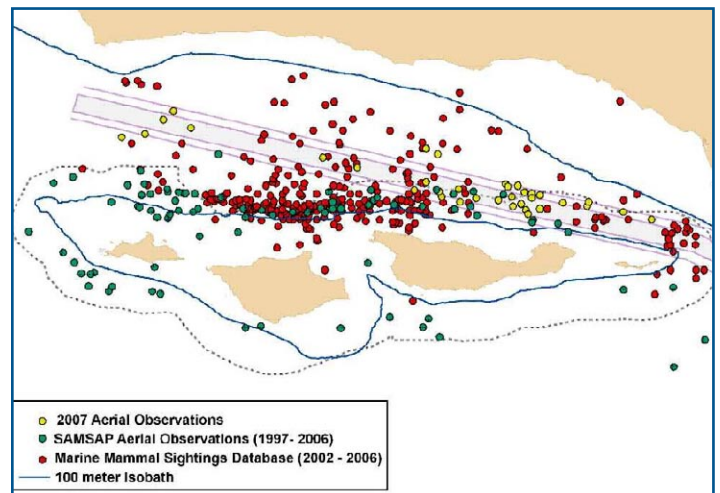 2007 Aerial Observations
SAMSAP Aerial Observations (1997- 2006)
Marine Mammal Sightings Database (2002 - 2006)
100 meter Isobath